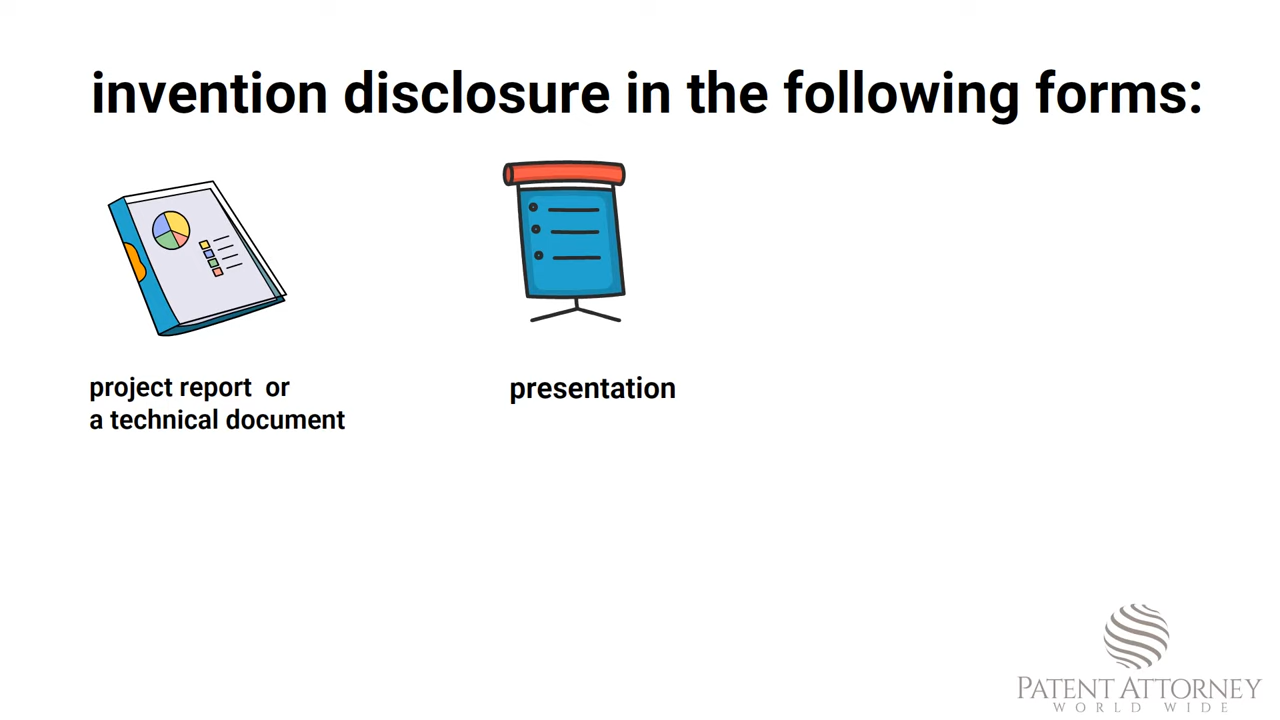 invention disclosure in the following forms:
project report or
a technical document
presentation
PATENT ATTORNEY
WORLD WIDE